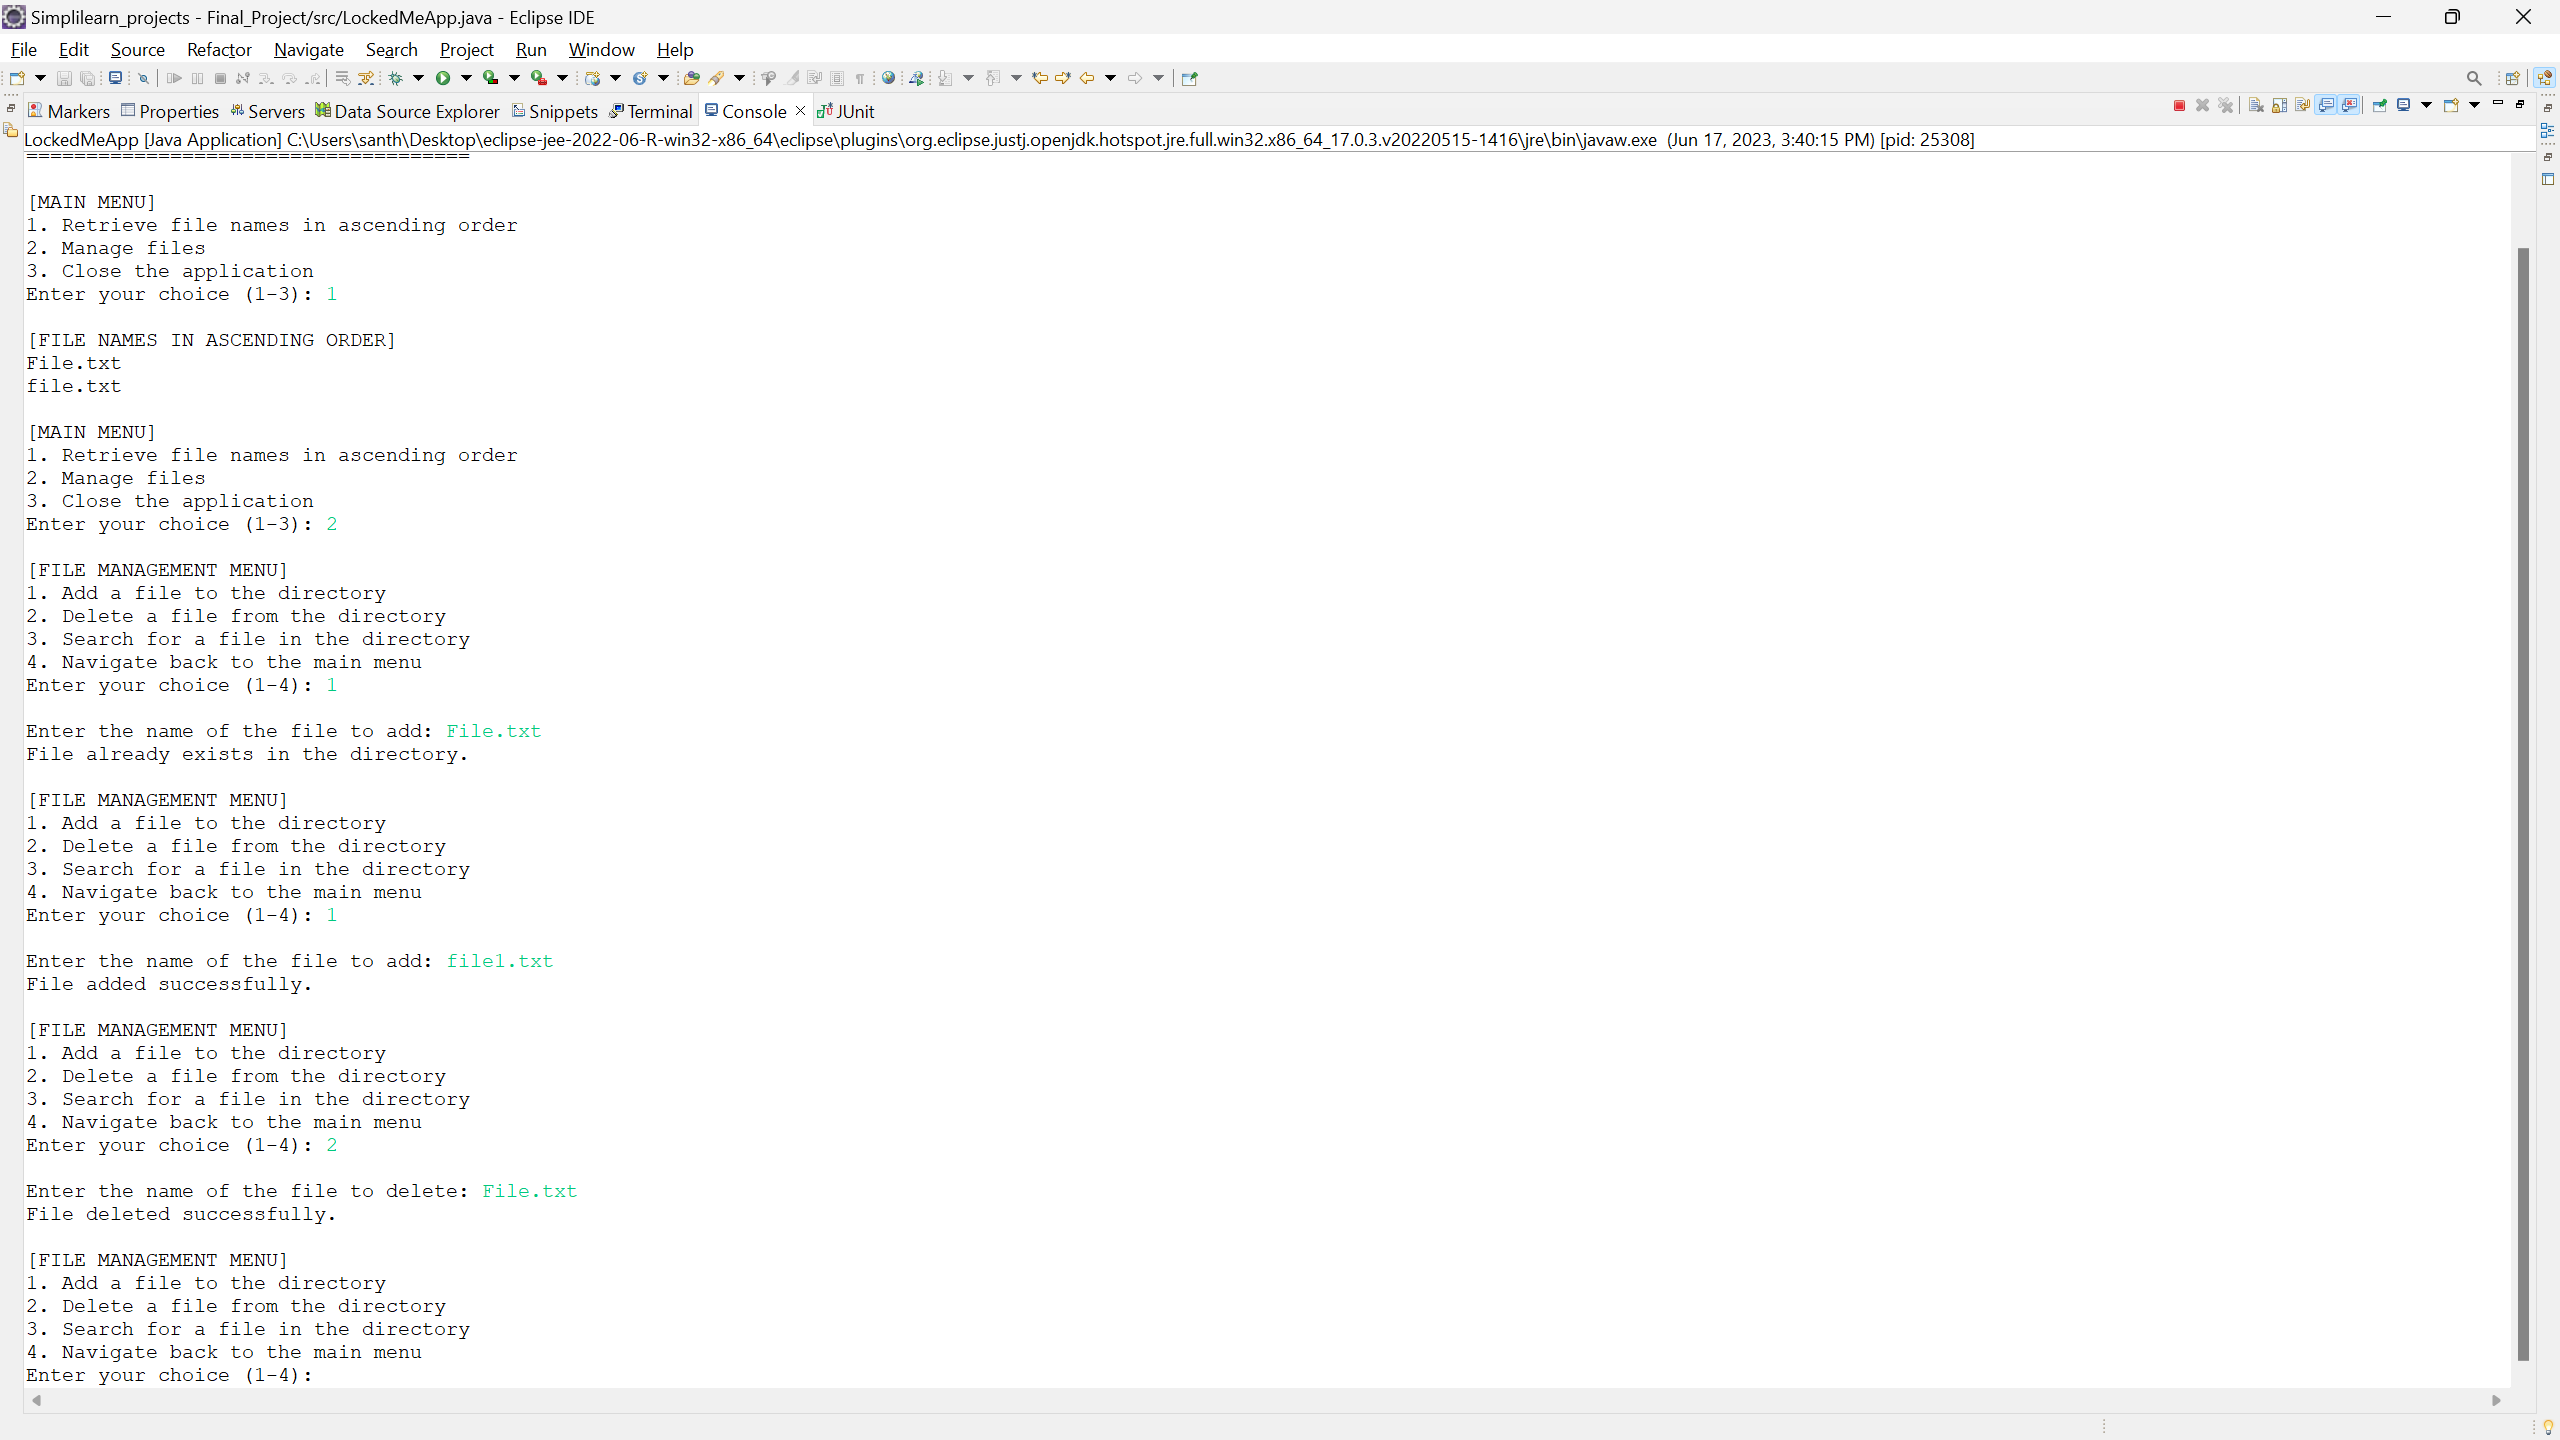 Simplilearn_projects - Final_Project/src/LockedMeApp.java - Eclipse IDE
File Edit Source Refactor Navigate Search Project Run Window Help
Markers Properties Servers Data Source Explorer Snippets Terminal Console JUnit
LockedMeApp [Java Application] C:\Users\santh\Desktop\eclipse-jee-2022-06-R-win32-x86_64\eclipse\plugins\org.eclipse.justj.openjdk.hotspot.jre.full.win32.x86_64_17.0.3.v20220515-1416\jre\bin\javaw.exe (Jun 17, 2023, 3:40:15 PM) [pid: 25308]
=====================================
[MAIN MENU]
1. Retrieve file names in ascending order
2. Manage files
3. Close the application
Enter your choice (1-3): 1
[FILE NAMES IN ASCENDING ORDER]
File.txt
file.txt
[MAIN MENU]
1. Retrieve file names in ascending order
2. Manage files
3. Close the application
Enter your choice (1-3): 2
[FILE MANAGEMENT MENU]
1. Add a file to the directory
2. Delete a file from the directory
3. Search for a file in the directory
4. Navigate back to the main menu
Enter your choice (1-4): 1
Enter the name of the file to add: File.txt
File already exists in the directory.
[FILE MANAGEMENT MENU]
1. Add a file to the directory
2. Delete a file from the directory
3. Search for a file in the directory
4. Navigate back to the main menu
Enter your choice (1-4): 1
Enter the name of the file to add: file1.txt
File added successfully.
[FILE MANAGEMENT MENU]
1. Add a file to the directory
2. Delete a file from the directory
3. Search for a file in the directory
4. Navigate back to the main menu
Enter your choice (1-4): 2
Enter the name of the file to delete: File.txt
File deleted successfully.
[FILE MANAGEMENT MENU]
1. Add a file to the directory
2. Delete a file from the directory
3. Search for a file in the directory
4. Navigate back to the main menu
Enter your choice (1-4):